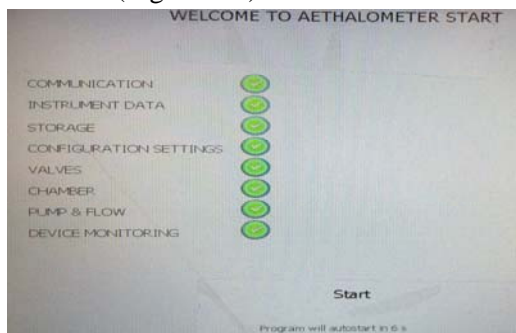 WELCOME TO AETHALOMETER START
COMMUNICATION
INSTRUMENT DATA
STORAGE
CONFIGURATION SETTINGS
VALVES
CHAMBER
PUMP & FLOW
DEVICE MONITORING
Start
Program will autostart in 6 s